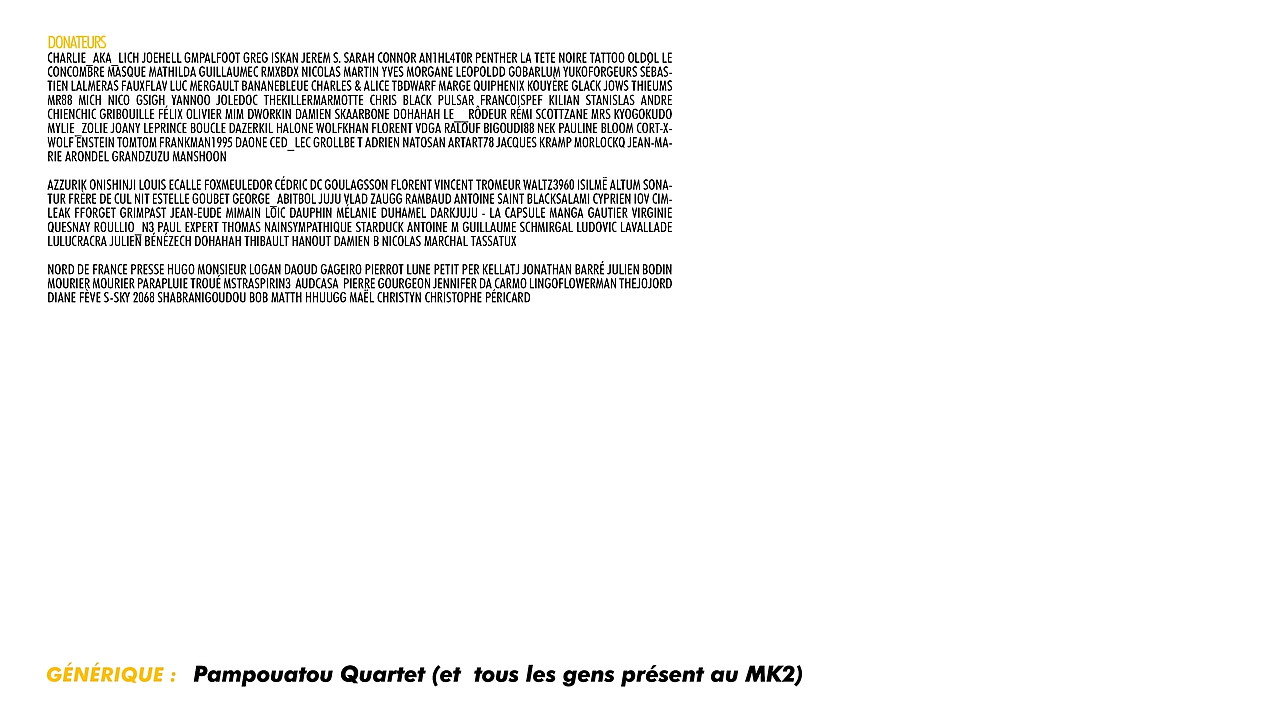 DONATEURS
CHARLIE_AKA_LICH JOEHELL GMPALFOOT GREG ISKAN JEREM S. SARAH CONNOR AN1HL4T0R PENTHER LA TETE NOIRE TATTOO OLDOL LE
CONCOMBRE MASQUE MATHILDA GUILLAUMEC RMXBDX NICOLAS MARTIN YVES MORGANE LEOPOLDD GOBARLUM YUKOFORGEURS SÉBAS-
TIEN LALMERAS FAUXFLAV LUC MERGAULT BANANEBLEUE CHARLES & ALICE TBDWARF MARGE QUIPHENIX KOUYÈRE GLACK JOWS THIEUMS
MR88 MICH NICO GSIGH_YANNOO JOLEDOC THEKILLERMARMOTTE CHRIS BLACK PULSAR_FRANCOISPEF KILIAN STANISLAS ANDRE
CHIENCHIC GRIBOUILLE FÉLIX OLIVIER MIM DWORKIN DAMIEN SKAARBONE DOHAHAH LE__RÔDEUR RÉMI SCOTTZANE MRS KYOGOKUDO
MYLIE_ZOLIE JOANY LEPRINCE BOUCLE DAZERKIL HALONE WOLFKHAN FLORENT VDGA RALOUF BIGOUDI88 NEK PAULINE BLOOM CORT-X-
WOLF ENSTEIN TOMTOM FRANKMAN1995 DAONE CED_LEC GROLLBE T ADRIEN NATOSAN ARTART78 JACQUES KRAMP MORLOCKQ JEAN-MA-
RIE ARONDEL GRANDZUZU MANSHOON
AZZURIK ONISHINJI LOUIS ECALLE FOXMEULEDOR CÉDRIC DC GOULAGSSON FLORENT VINCENT TROMEUR WALTZ3960 ISILMË ALTUM SONA-
TUR FRÈRE DE CUL NIT ESTELLE GOUBET GEORGE_ABITBOL JUJU VLAD ZAUGG RAMBAUD ANTOINE SAINT BLACKSALAMI CYPRIEN IOV CIM-
LEAK FFORGET GRIMPAST JEAN-EUDE MIMAIN LOÏC DAUPHIN MÉLANIE DUHAMEL DARKJUJU - LA CAPSULE MANGA GAUTIER VIRGINIE
QUESNAY ROULLIO_N3 PAUL EXPERT THOMAS NAINSYMPATHIQUE STARDUCK ANTOINE M GUILLAUME SCHMIRGAL LUDOVIC LAVALLADE
LULUCRACRA JULIEN BÉNÉZECH DOHAHAH THIBAULT HANOUT DAMIEN B NICOLAS MARCHAL TASSATUX
NORD DE FRANCE PRESSE HUGO MONSIEUR LOGAN DAOUD GAGEIRO PIERROT LUNE PETIT PER KELLATJ JONATHAN BARRÉ JULIEN BODIN
MOURIER MOURIER PARAPLUIE TROUÉ MSTRASPIRIN3 AUDCASA PIERRE GOURGEON JENNIFER DA CARMO LINGOFLOWERMAN THEJOJORD
DIANE FÈVE S-SKY 2068 SHABRANIGOUDOU BOB MATTH HHUUGG MAËL CHRISTYN CHRISTOPHE PÉRICARD
GÉNÉRIQUE : Pampouatou Quartet (et tous les gens présent au MK2)